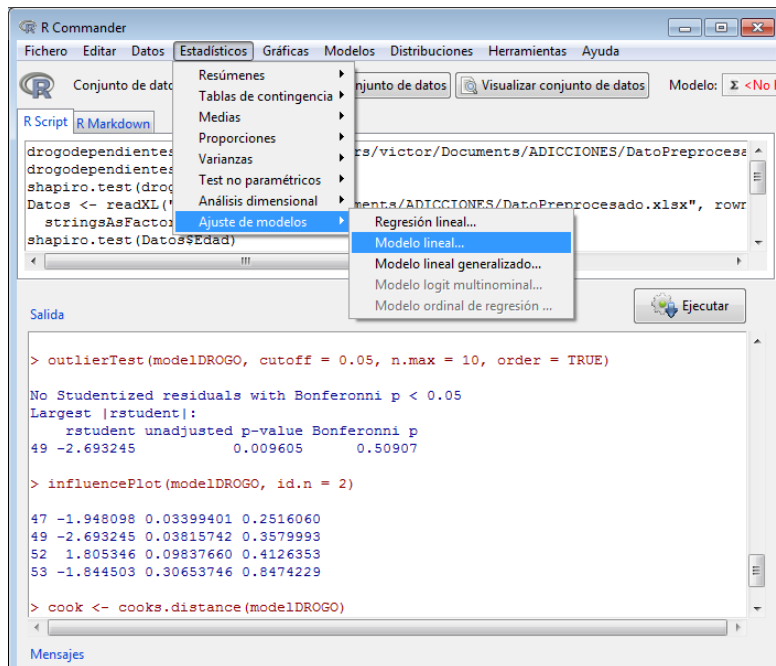 R Commander
Fichero Editar Datos Estadísticos Gráficas Modelos Distribuciones Herramientas Ayuda
Conjunto de dato njunto de datos Visualizar conjunto de datos Modelo: Σ <No
Resúmenes
Tablas de contingencia
Medias
Proporciones
Varianzas
Test no paramétricos
Análisis dimensional
Ajuste de modelos
Regresión lineal...
Modelo lineal...
Modelo lineal generalizado...
Modelo logit multinominal...
Modelo ordinal de regresión ...
R Script R Markdown
drogodependientes rs/victor/Documents/ADICCIONES/DatoPreprocesa
drogodependientes
shapiro.test(drog
Datos <- readXL(" ments/ADICCIONES/DatoPreprocesado.xlsx", rown
stringsAsFactor
shapiro.test(Datos$Edad)
Salida
Ejecutar
> outlierTest(modelDROGO, cutoff = 0.05, n.max = 10, order = TRUE)
No Studentized residuals with Bonferonni p < 0.05
Largest |rstudent|:
rstudent unadjusted p-value Bonferonni p
49 -2.693245 0.009605 0.50907
> influencePlot(modelDROGO, id.n = 2)
47 -1.948098 0.03399401 0.2516060
49 -2.693245 0.03815742 0.3579993
52 1.805346 0.09837660 0.4126353
53 -1.844503 0.30653746 0.8474229
> cook <- cooks.distance(modelDROGO)
Mensajes